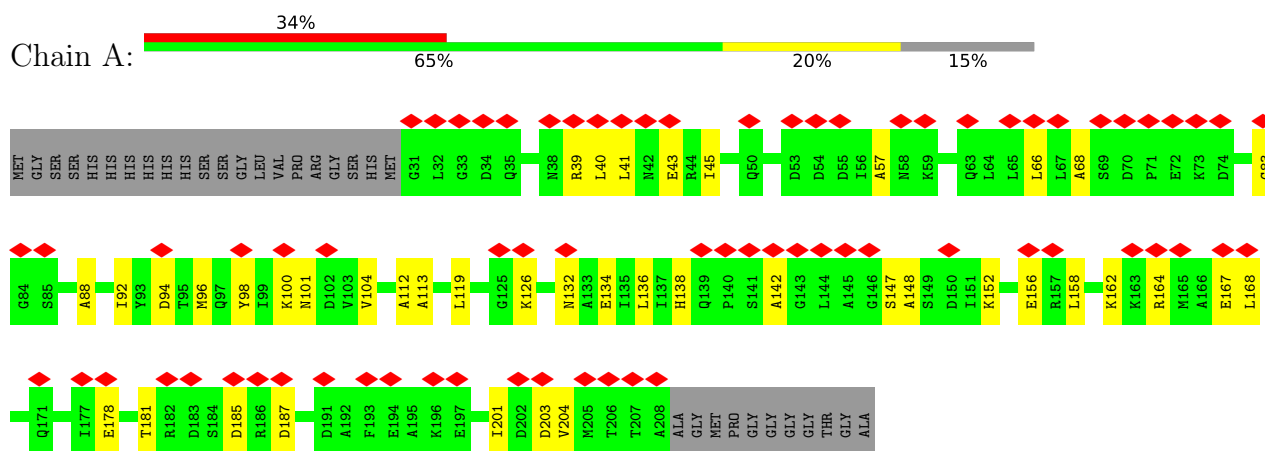 34%
Chain A:
65% 20% 15%
MET GLY SER SER HIS HIS HIS HIS HIS HIS SER SER GLY LEU VAL PRO ARG GLY SER HIS MET G31 L32 G33 D34 Q35 N38 R39 L40 L41 N42 E43 R44 I45 Q50 D53 D54 D55 I56 A57 N58 K59 Q63 L64 L65 L66 L67 A68 S69 D70 P71 E72 K73 D74
G84 S85 A88 I92 Y93 D94 T95 M96 Q97 Y98 I99 K100 N101 D102 V103 V104 A112 A113 L119 G125 K126 N132 A133 E134 I135 L136 I137 H138 Q139 P140 S141 A142 G143 L144 A145 G146 S147 A148 S149 D150 I151 K152 E156 R157 L158 K162 K163 R164 M165 A166 E167 L168
Q171 I177 E178 T181 R182 D183 S184 D185 R186 D187 D191 A192 F193 E194 A195 K196 E197 I201 D202 D203 V204 M205 T206 T207 A208 ALA GLY MET PRO GLY GLY GLY GLY THR GLY ALA